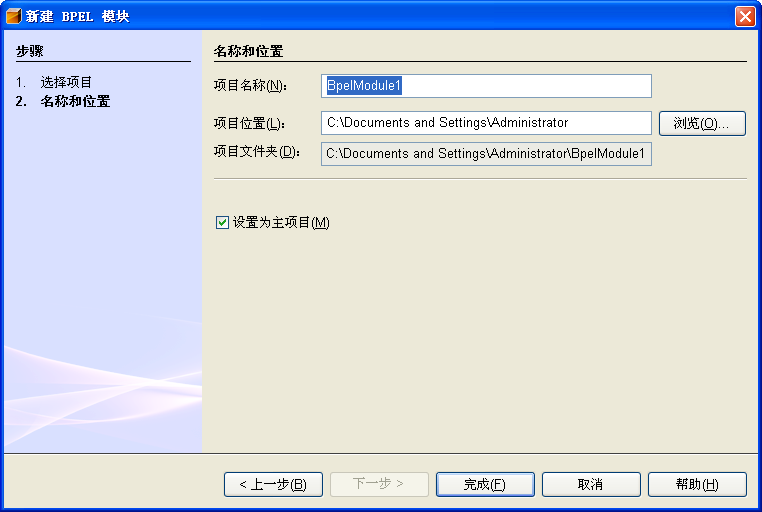 新建 BPEL 模块
步骤
1. 选择项目
2. 名称和位置
名称和位置
项目名称(N): BpelModule1
项目位置(L): C:\Documents and Settings\Administrator 浏览(O)...
项目文件夹(D): C:\Documents and Settings\Administrator\BpelModule1
设置为主项目(M)
< 上一步(B) 下一步 > 完成(F) 取消 帮助(H)